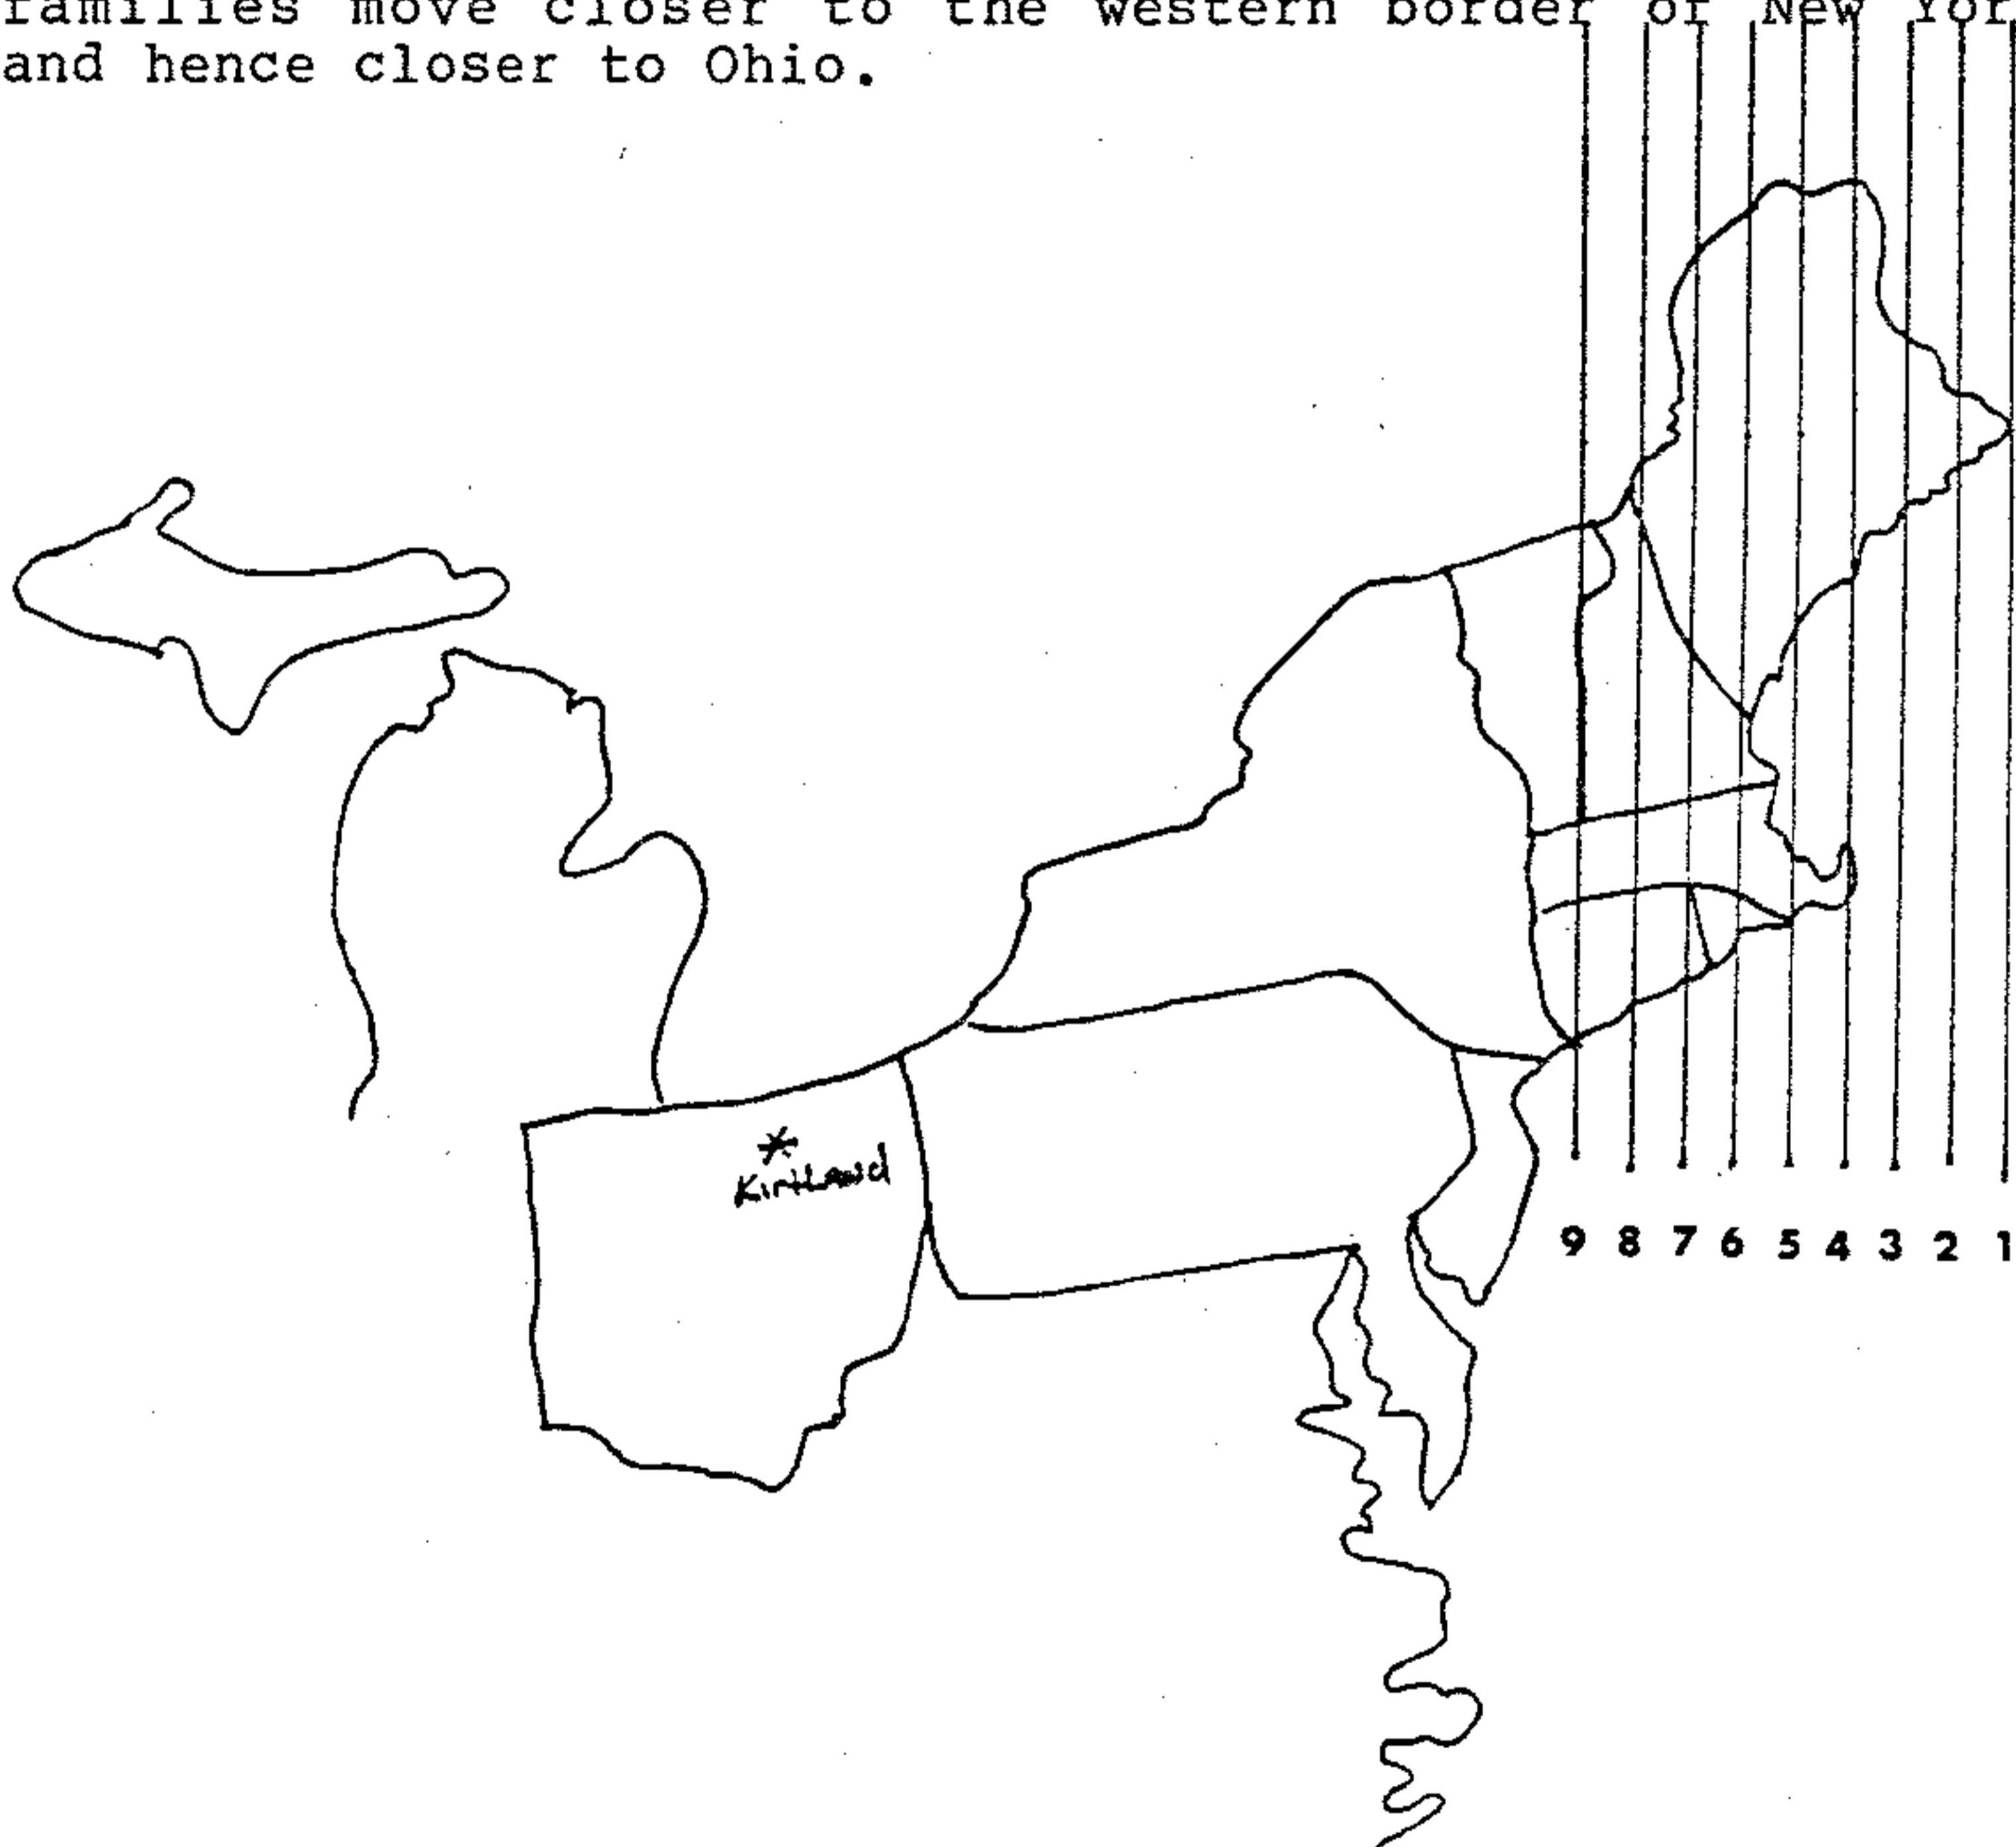 families move closer to the western border of New Yor
and hence closer to Ohio.
Kirtland
9 8 7 6 5 4 3 2 1